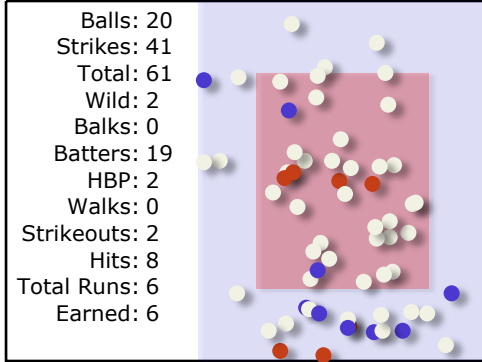 Balls: 20
Strikes: 41
Total: 61
Wild: 2
Balks: 0
Batters: 19
HBP: 2
Walks: 0
Strikeouts: 2
Hits: 8
Total Runs: 6
Earned: 6